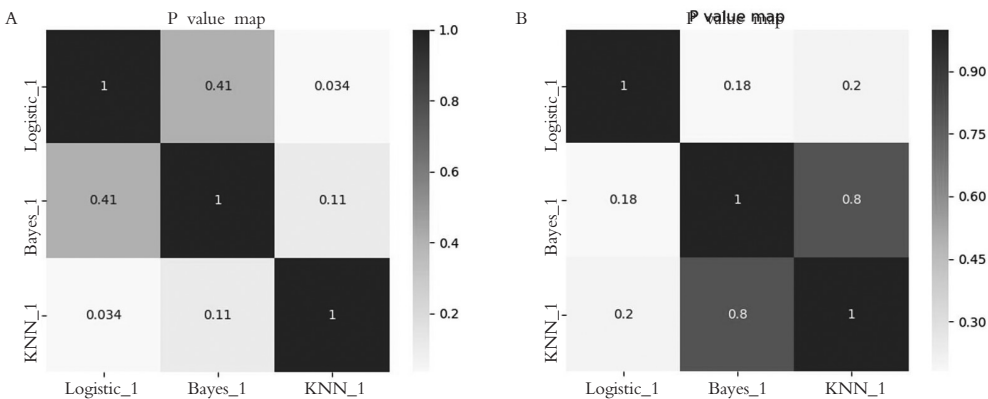 A
P value map
1.0
Logistic_1
1
0.41
0.034
0.8
Bayes_1
0.41
1
0.11
0.6
0.4
KNN_1
0.034
0.11
1
0.2
Logistic_1
Bayes_1
KNN_1
B
P value map
P value map
Logistic_1
1
0.18
0.2
0.90
0.75
Bayes_1
0.18
1
0.8
0.60
0.45
KNN_1
0.2
0.8
1
0.30
Logistic_1
Bayes_1
KNN_1